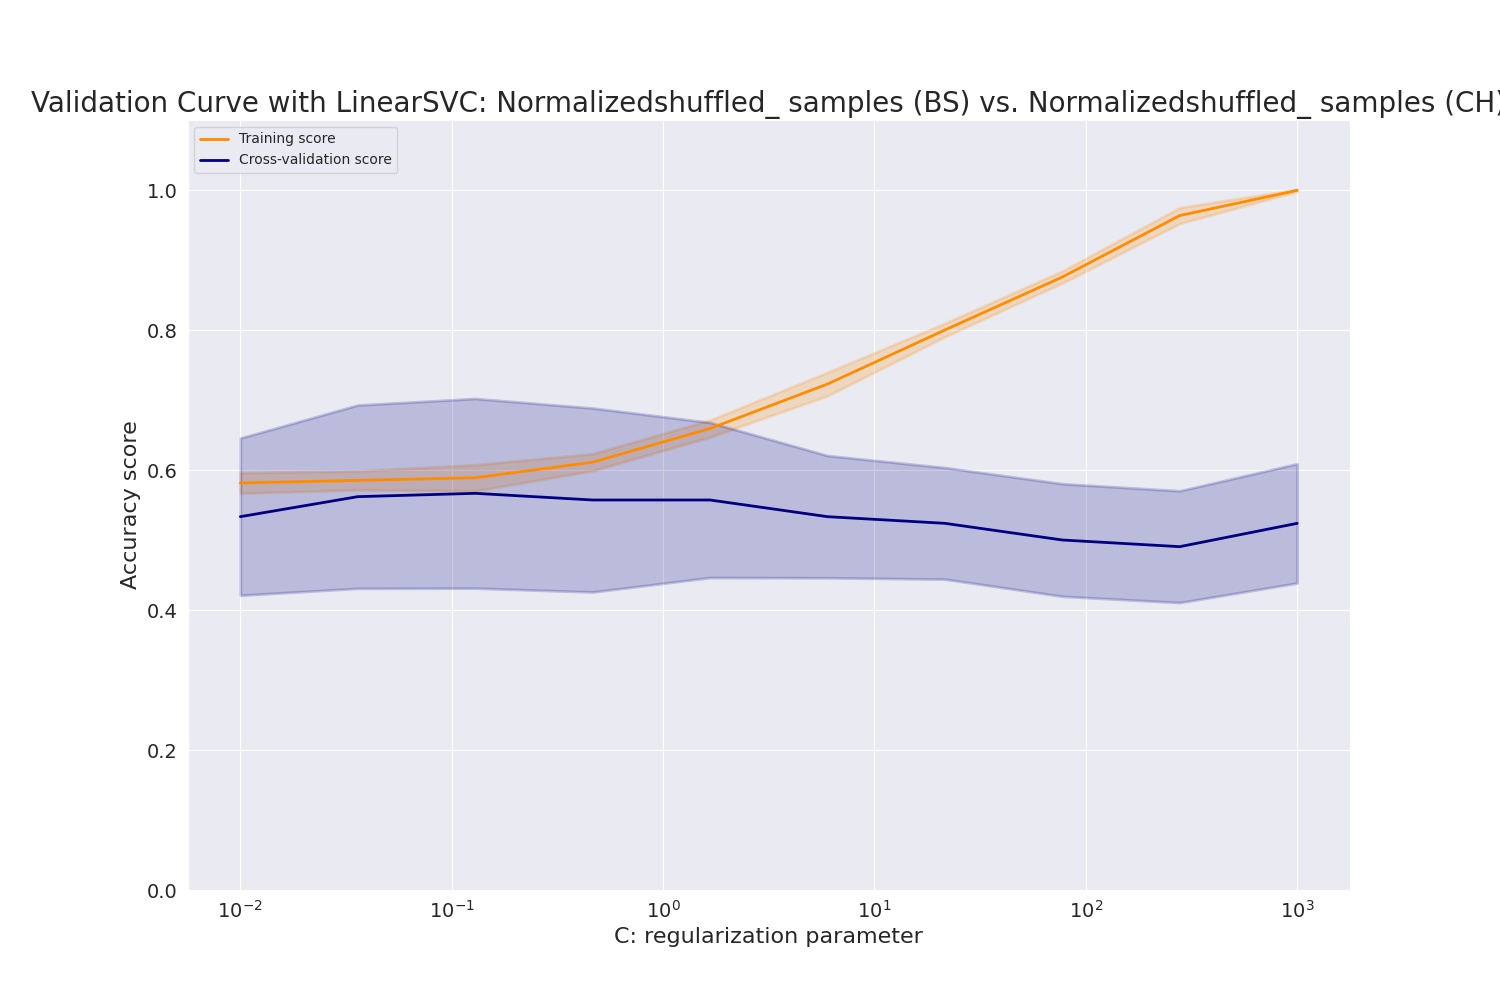 Validation Curve with LinearSVC: Normalizedshuffled_ samples (BS) vs. Normalizedshuffled_ samples (CH)
Training score
Cross-validation score
1.0
0.8
0.6
0.4
0.2
0.0
Accuracy score
10⁻² 10⁻¹ 10⁰ 10¹ 10² 10³
C: regularization parameter